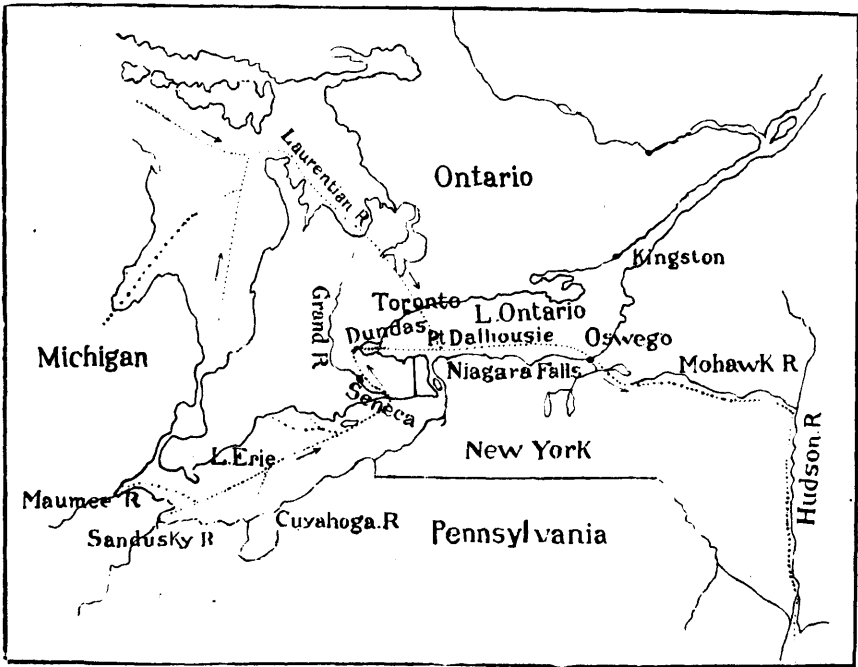 Laurentian R
Ontario
Kingston
Grand R
Toronto
L.Ontario
Dundas
Pt Dalhousie
Oswego
Michigan
Niagara Falls
Mohawk R
Seneca
New York
L.Erie
Hudson.R
Maumee R
Sandusky R
Cuyahoga.R
Pennsylvania